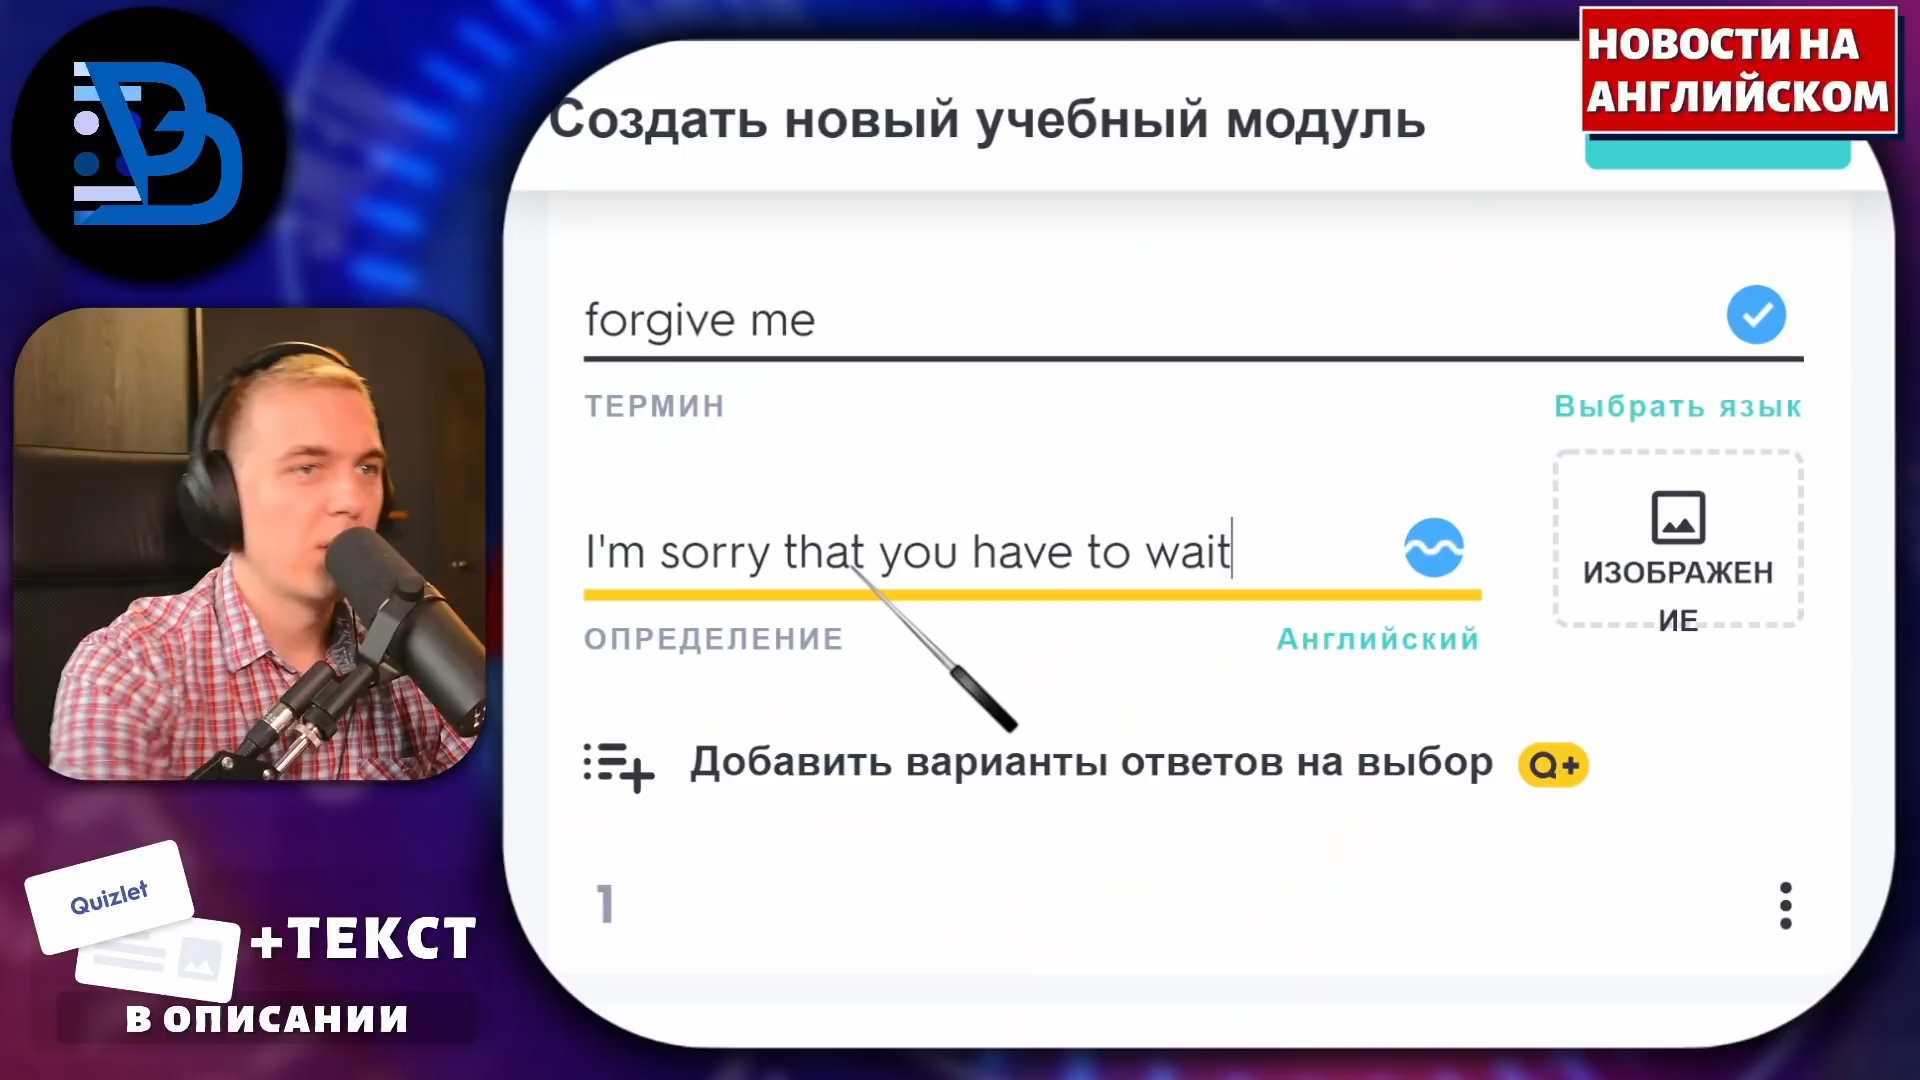 НОВОСТИ НА
АНГЛИЙСКОМ
Создать новый учебный модуль
forgive me
ТЕРМИН
Выбрать язык
I'm sorry that you have to wait
ОПРЕДЕЛЕНИЕ
Английский
ИЗОБРАЖЕН
ИЕ
Добавить варианты ответов на выбор
Q+
1
Quizlet
+ТЕКСТ
В ОПИСАНИИ